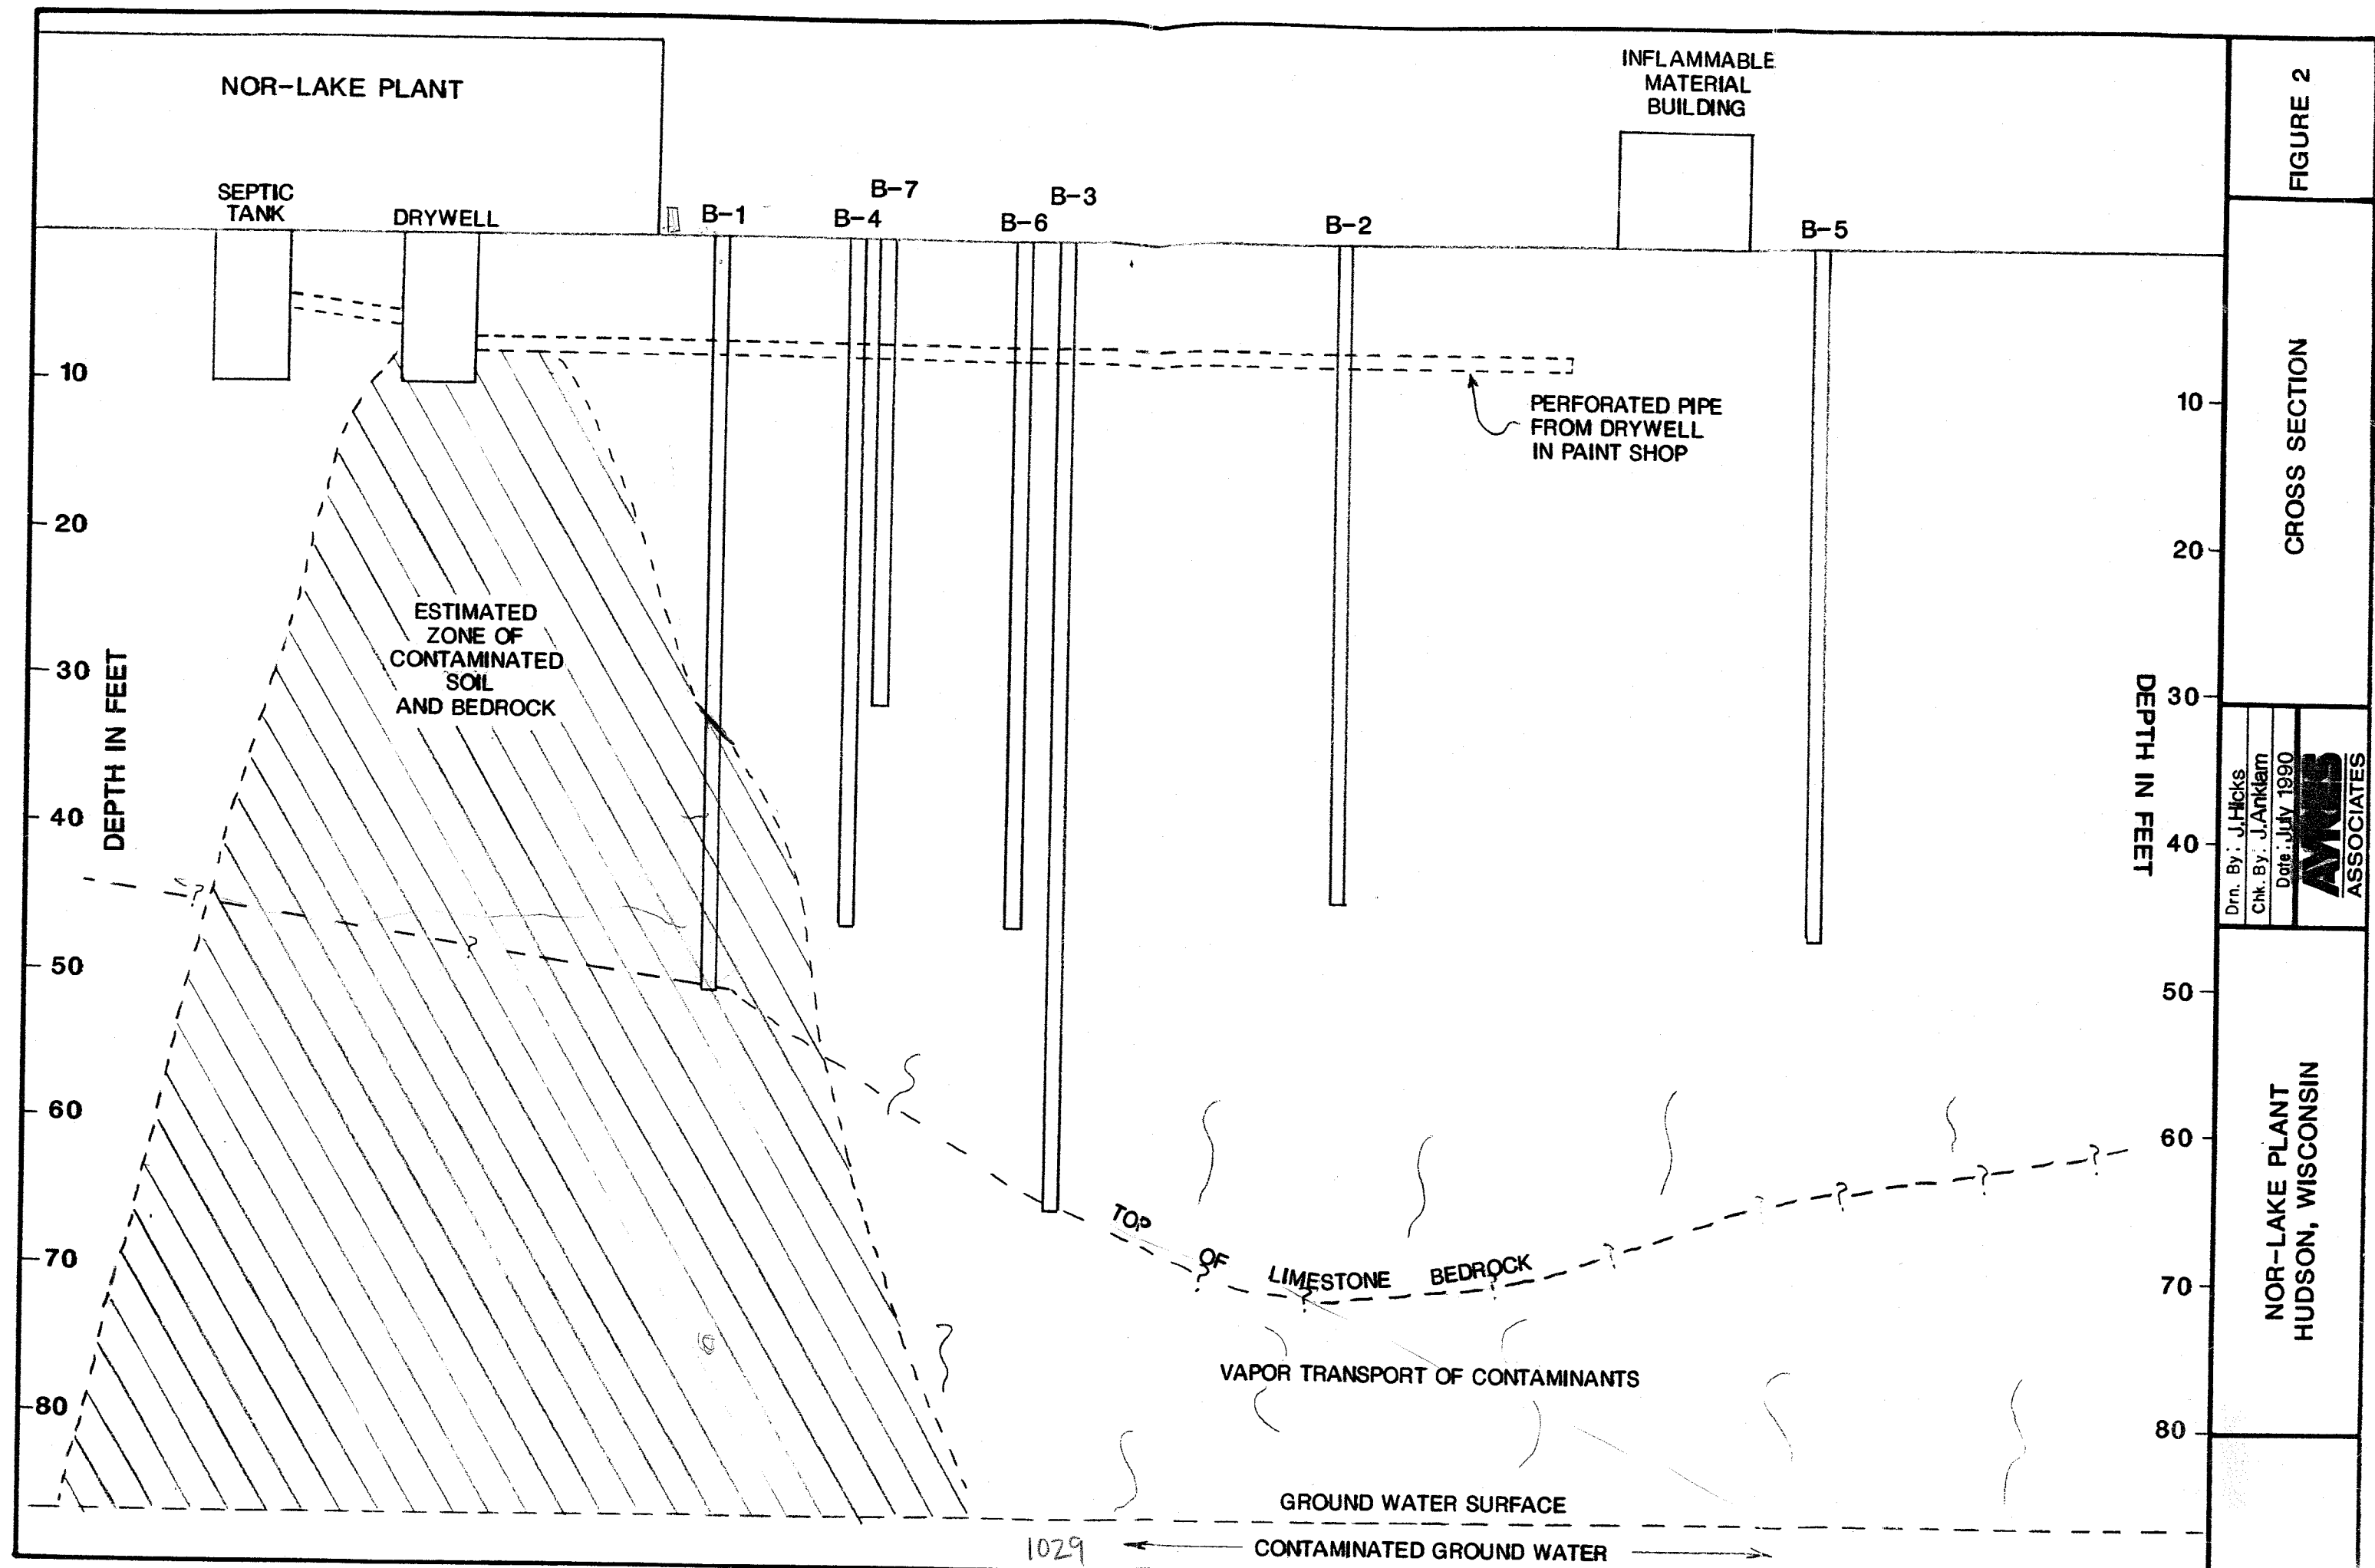 NOR-LAKE PLANT
INFLAMMABLE
MATERIAL
BUILDING
SEPTIC
TANK
DRYWELL
B-1
B-4
B-7
B-6
B-3
B-2
B-5
10
20
30
40
50
60
70
80
DEPTH IN FEET
PERFORATED PIPE
FROM DRYWELL
IN PAINT SHOP
ESTIMATED
ZONE OF
CONTAMINATED
SOIL
AND BEDROCK
?
?
TOP OF LIMESTONE BEDROCK
?
?
?
?
?
?
?
?
VAPOR TRANSPORT OF CONTAMINANTS
GROUND WATER SURFACE
1029
CONTAMINATED GROUND WATER
10
20
30
40
50
60
70
80
DEPTH IN FEET
FIGURE 2
CROSS SECTION
Drn. By: J.Hicks
Chk. By: J.Anklam
Date: July 1990
AYRES
ASSOCIATES
NOR-LAKE PLANT
HUDSON, WISCONSIN